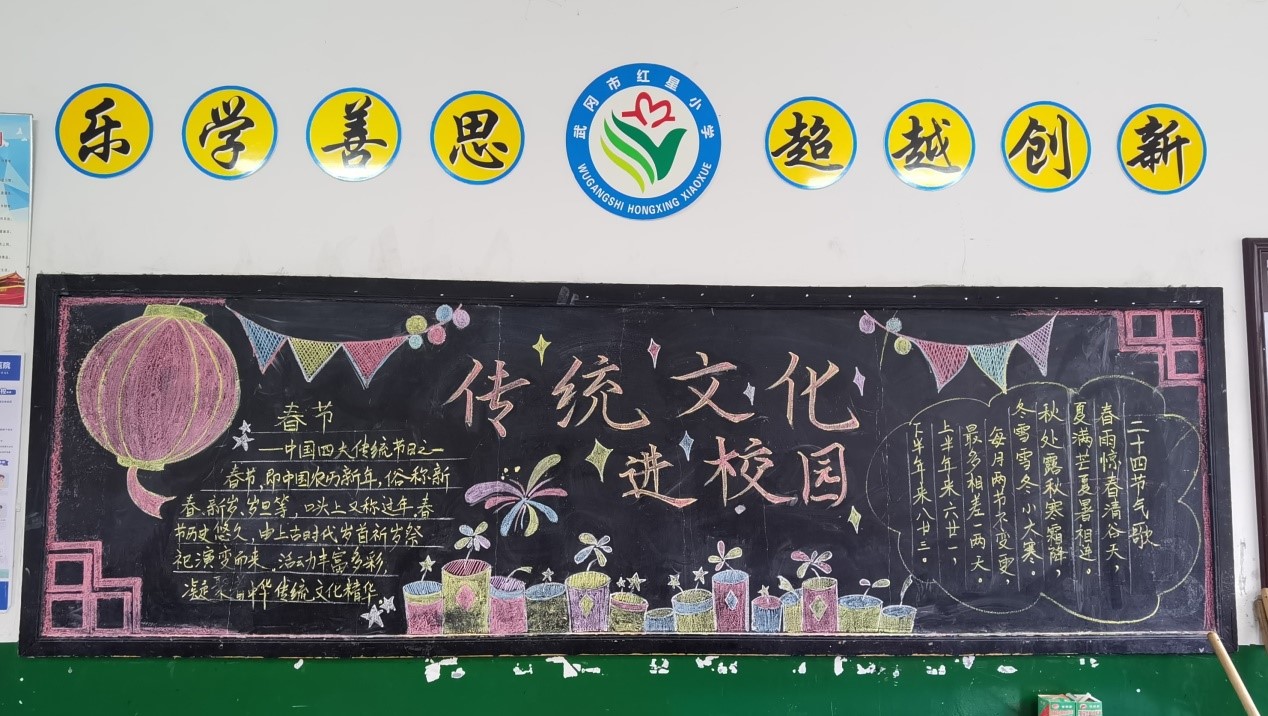 乐学善思
武冈市红星小学
WUGANGSHI HONGXING XIAOXUE
超越创新
传统文化
进校园
春节
——中国四大传统节日之一
春节,即中国农历新年,俗称新
春、新岁、岁旦等,口头上又称过年,春
节历史悠久,由上古时代岁首祈岁祭
祀演变而来,活动丰富多彩,
凝 中华传统文化精华
二十四节气歌
春雨惊春清谷天，
夏满芒夏暑相连。
秋处露秋寒霜降，
冬雪雪冬小大寒。
每月两节不变更，
最多相差一两天。
上半年来六廿一，
下半年来八廿三。